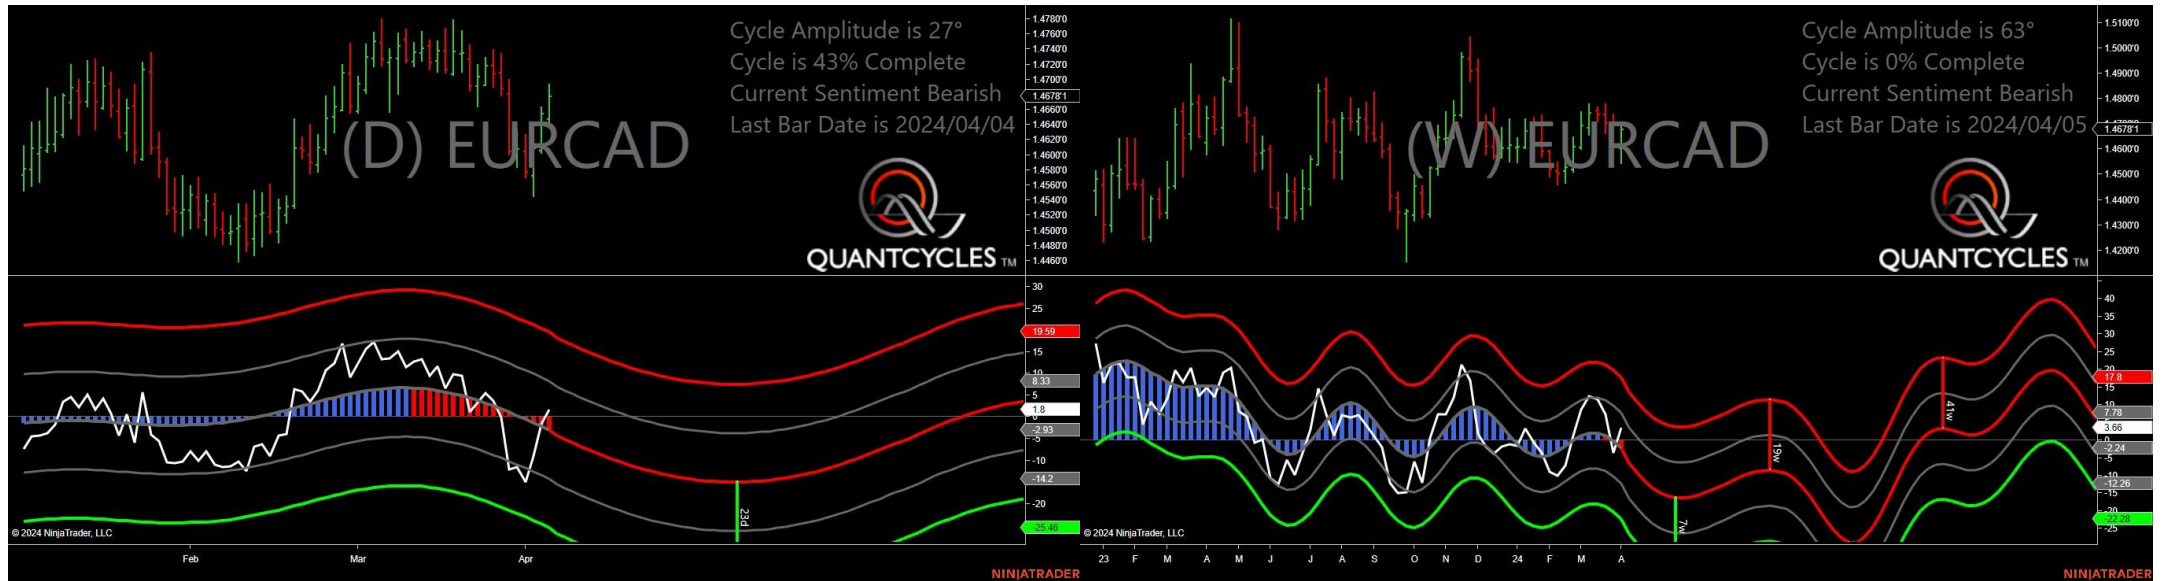 Cycle Amplitude is 27°
Cycle is 43% Complete
Current Sentiment Bearish
Last Bar Date is 2024/04/04
(D) EURCAD
QUANTCYCLES TM
1.4780'0
1.4760'0
1.4740'0
1.4720'0
1.4700'0
1.4678'1
1.4660'0
1.4640'0
1.4620'0
1.4600'0
1.4580'0
1.4560'0
1.4540'0
1.4520'0
1.4500'0
1.4480'0
1.4460'0
30
25
19.59
15
10
8.33
5
1.8
-2.93
-5
-10
-14.2
-20
-25.46
23d
© 2024 NinjaTrader, LLC
Feb Mar Apr
NINJATRADER
Cycle Amplitude is 63°
Cycle is 0% Complete
Current Sentiment Bearish
Last Bar Date is 2024/04/05
(W) EURCAD
QUANTCYCLES TM
1.5100'0
1.5000'0
1.4900'0
1.4800'0
1.4678'1
1.4600'0
1.4500'0
1.4400'0
1.4300'0
1.4200'0
40
35
30
25
20
17.8
15
10
7.78
3.66
0
-2.24
-5
-10
-12.26
-15
-20
-22.28
-25
7w
19w
41w
© 2024 NinjaTrader, LLC
23 F M A M J J A S O N D 24 F M A
NINJATRADER